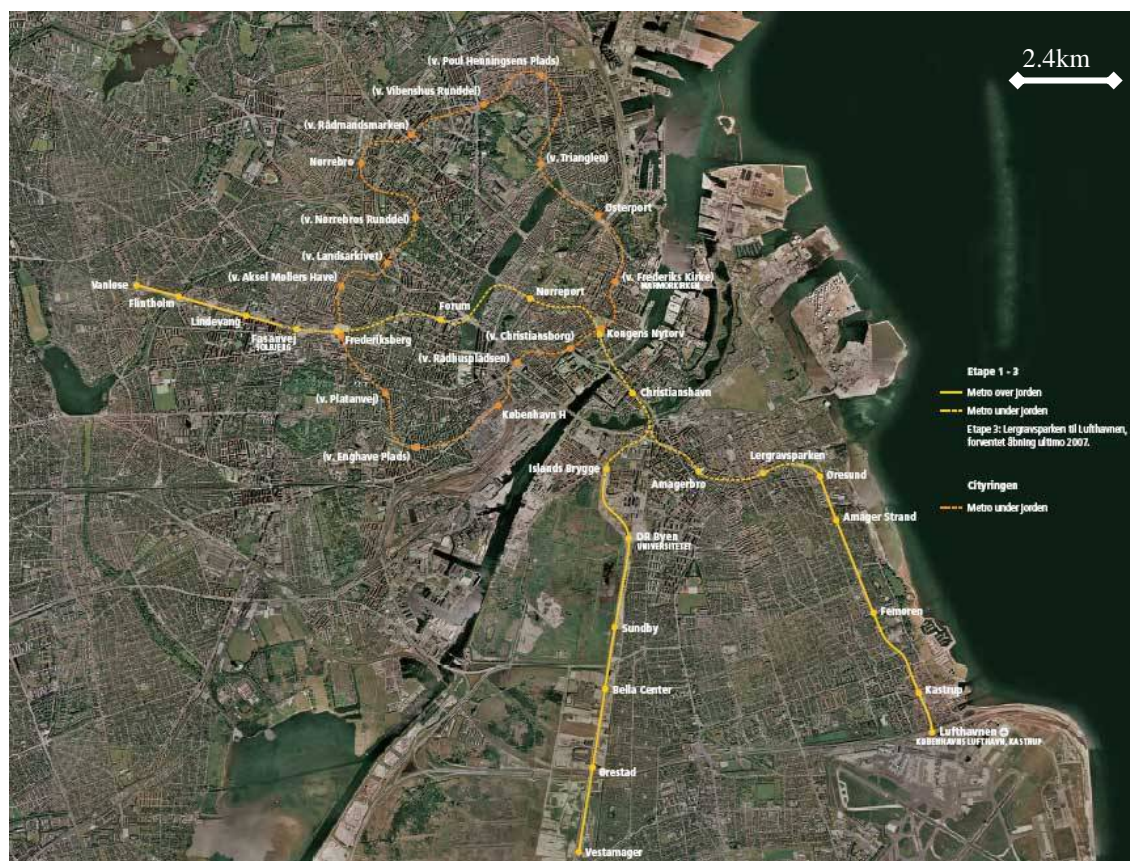 2.4km
(v. Poul Henningsens Plads)
(v. Vibenshus Runddel)
(v. Rådmandsmarken)
Nørrebro
(v. Trianglen)
(v. Nørrebros Runddel)
Østerport
(v. Landsarkivet)
(v. Aksel Møllers Have)
(v. Frederiks Kirke)
MARMORKIRKEN
Vanløse
Flintholm
Nørreport
Forum
Lindevang
Fasanvej
SOLBJERG
Frederiksberg
(v. Christiansborg)
Kongens Nytorv
(v. Rådhuspladsen)
(v. Platanvej)
Christianshavn
København H
(v. Enghave Plads)
Islands Brygge
Amagerbro
Lergravsparken
Øresund
Amager Strand
DR Byen
UNIVERSITETET
Femøren
Sundby
Bella Center
Kastrup
Lufthavnen
KØBENHAVNS LUFTHAVN, KASTRUP
Ørestad
Vestamager
Etape 1 - 3
Metro over jorden
Metro under jorden
Etape 3: Lergravsparken til Lufthavnen,
forventet åbning ultimo 2007.
Cityringen
Metro under jorden